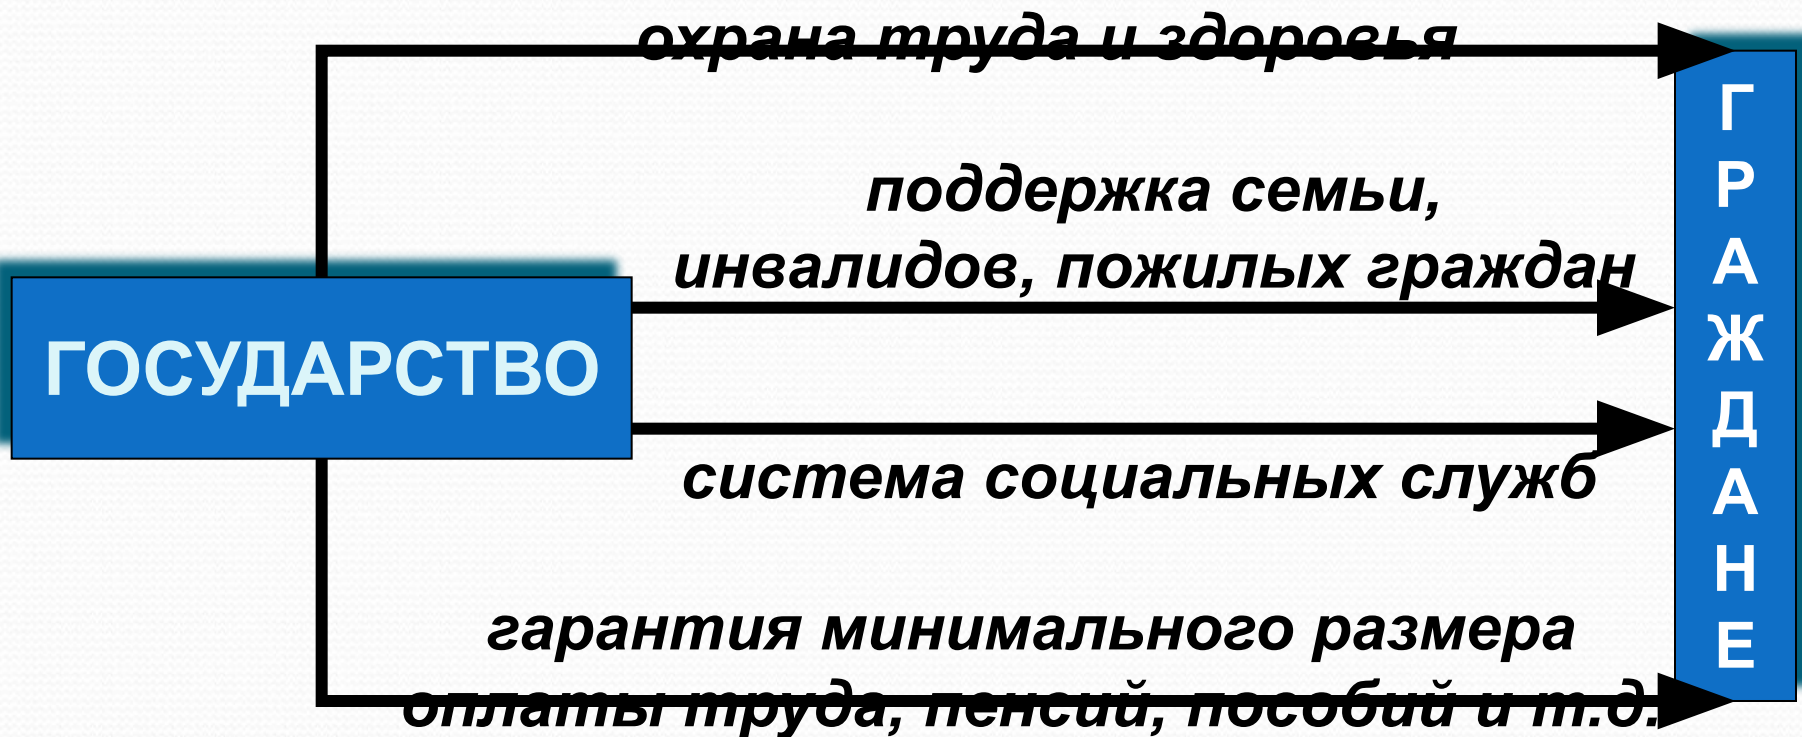 охрана труда и здоровья
поддержка семьи,
инвалидов, пожилых граждан
ГОСУДАРСТВО
система социальных служб
гарантия минимального размера
оплаты труда, пенсий, пособий и т.д.
Г
Р
А
Ж
Д
А
Н
Е